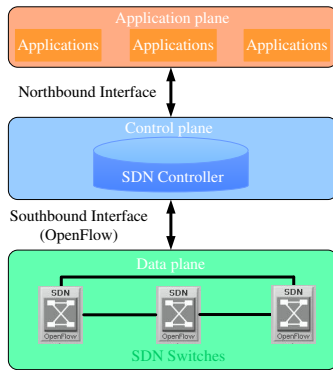 Application plane
Applications Applications Applications
Northbound Interface
Control plane
SDN Controller
Southbound Interface
(OpenFlow)
Data plane
SDN SDN SDN
OpenFlow OpenFlow OpenFlow
SDN Switches